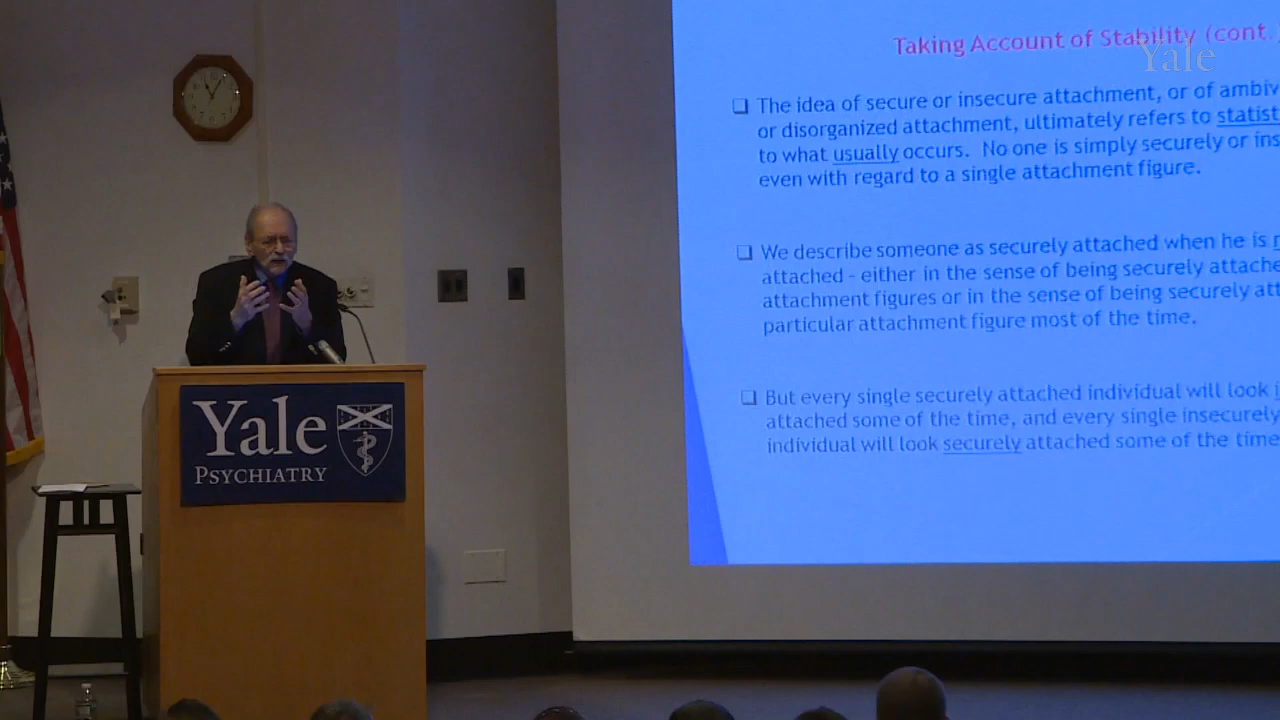 Taking Account of Stability (cont.
Yale
The idea of secure or insecure attachment, or of
or disorganized attachment, ultimately refers to
to what usually occurs. No one is simply securely or
even with regard to a single attachment figure.
We describe someone as securely attached when he is
attached - either in the sense of being securely
attachment figures or in the sense of being securely
particular attachment figure most of the time.
But every single securely attached individual will look
attached some of the time, and every single insecurely
individual will look securely attached some of the time
Yale
PSYCHIATRY